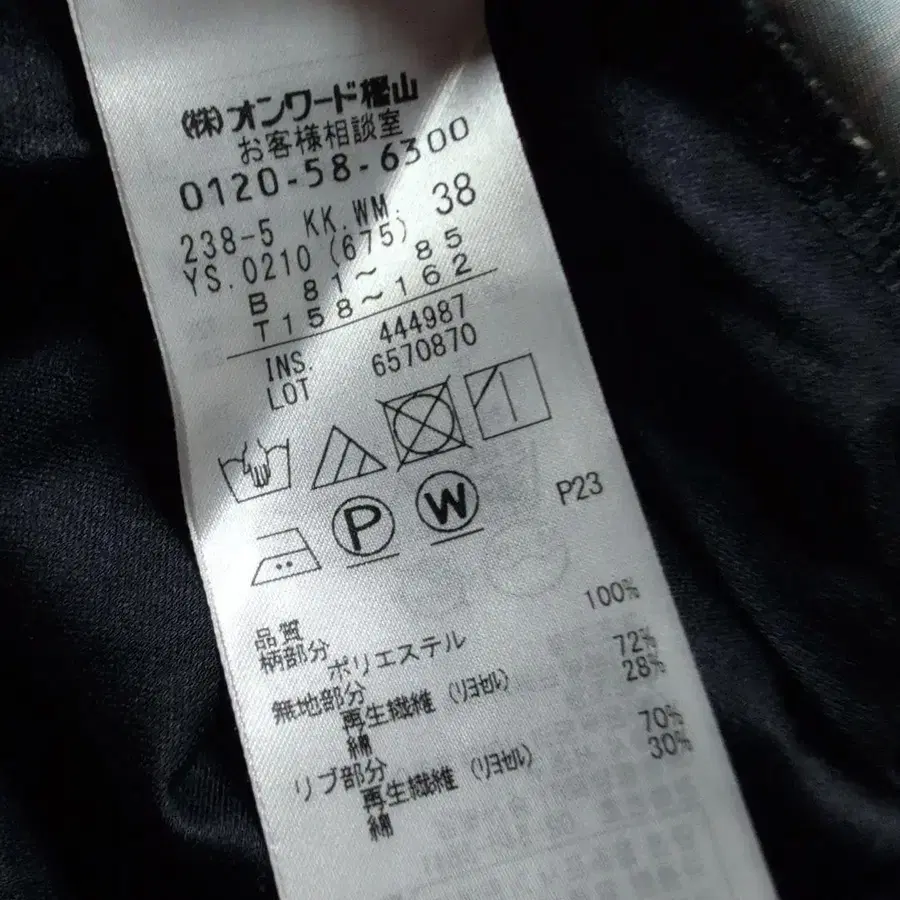 ㈱オンワード樫山
お客様相談室
0120-58-6300
238-5 KK.WM. 38
YS.0210 (675)
B 81〜 85
T158〜162
INS. 444987
LOT 6570870
P W P23
品質
柄部分
ポリエステル 100%
無地部分
再生繊維 (リヨセル) 72%
綿 28%
リブ部分
再生繊維 (リヨセル) 70%
綿 30%